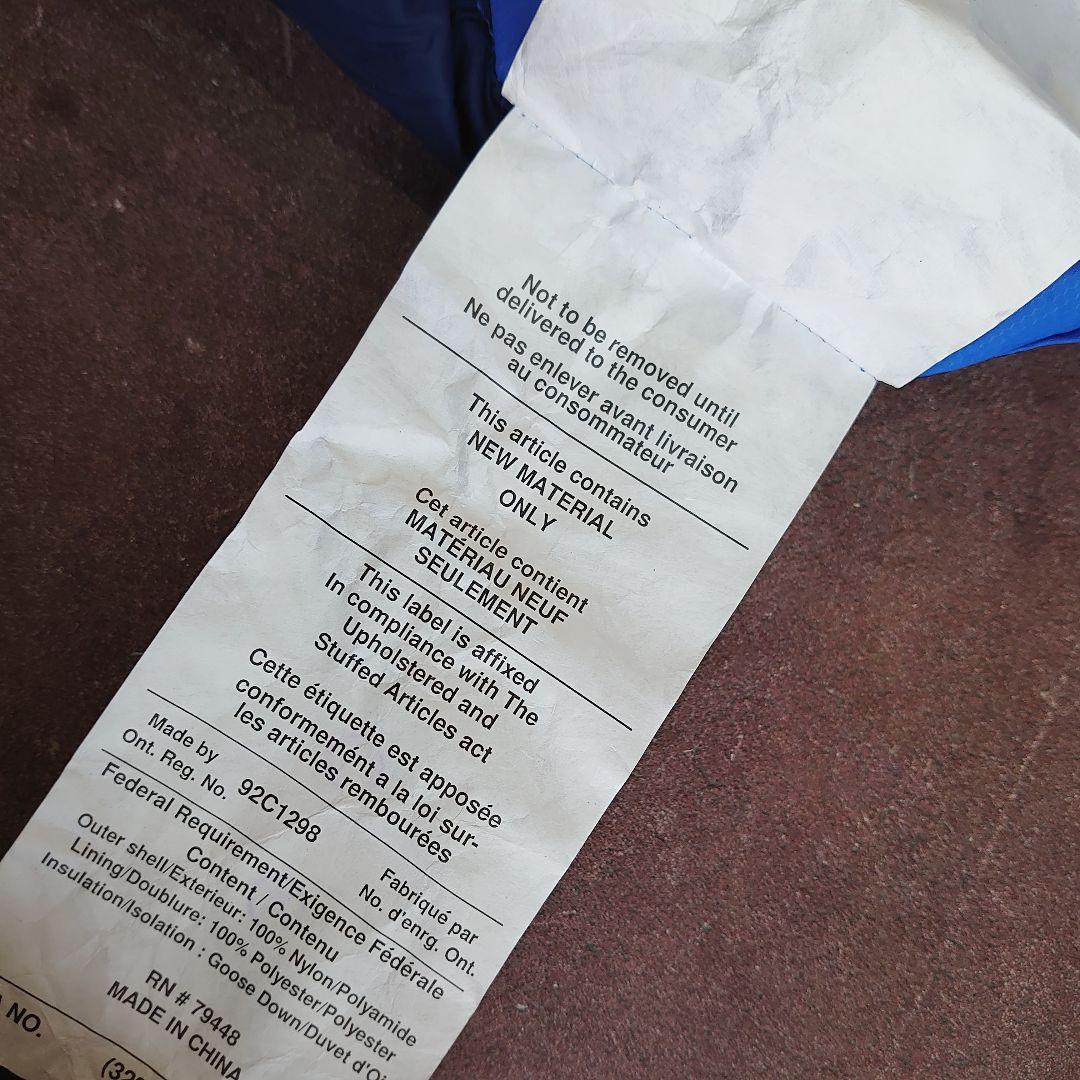 Not to be removed until
delivered to the consumer
Ne pas enlever avant livraison
au consommateur
This article contains
NEW MATERIAL
ONLY
Cet article contient
MATÉRIAU NEUF
SEULEMENT
This label is affixed
In compliance with The
Upholstered and
Stuffed Articles act
Cette étiquette est apposée
conformemént a la loi sur-
les articles rembourées
Made by Fabriqué par
Ont. Reg. No. 92C1298 No. d'enrg. Ont.
Federal Requirement/Exigence Fédérale
Content / Contenu
Outer shell/Exterieur: 100% Nylon/Polyamide
Lining/Doublure: 100% Polyester/Polyester
Insulation/Isolation : Goose Down/Duvet d'Oi
RN # 79448
MADE IN CHINA
NO.
(32